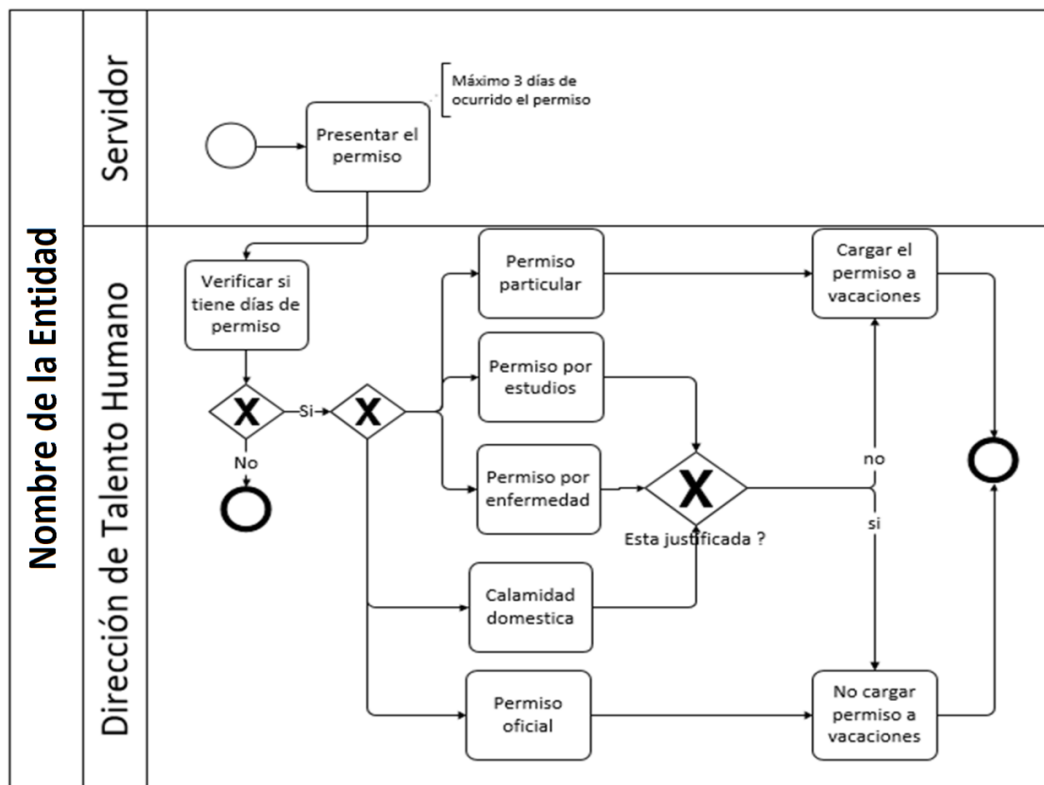 Nombre de la Entidad
Servidor
Máximo 3 días de
ocurrido el permiso
Presentar el
permiso
Dirección de Talento Humano
Verificar si
tiene días de
permiso
X
Si
X
No
Permiso
particular
Permiso por
estudios
Permiso por
enfermedad
Calamidad
domestica
Permiso
oficial
X
Esta justificada ?
Cargar el
permiso a
vacaciones
no
si
No cargar
permiso a
vacaciones